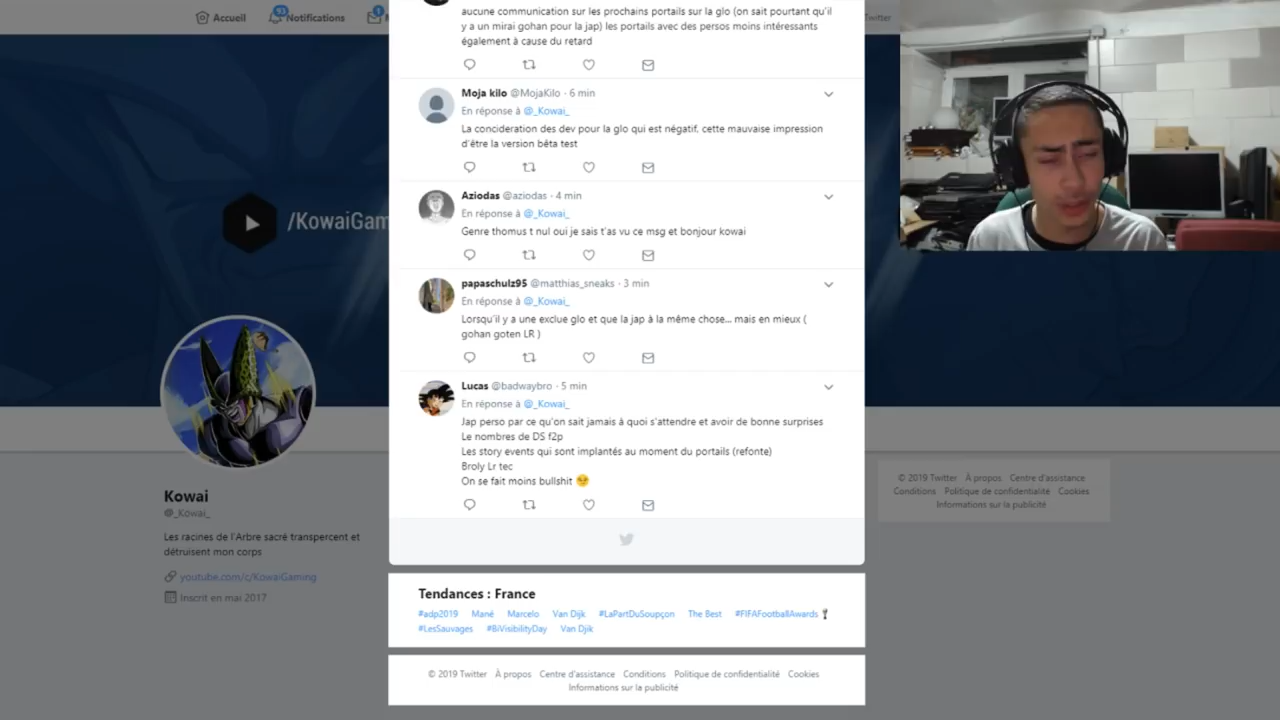 Accueil
93
Notifications
1
M
Twitter
aucune communication sur les prochains portails sur la glo (on sait pourtant qu'il
y a un mirai gohan pour la jap) les portails avec des persos moins intéressants
également à cause du retard
Moja kilo @MojaKilo · 6 min
En réponse à @_Kowai_
La concideration des dev pour la glo qui est négatif, cette mauvaise impression
d'être la version bêta test
Aziodas @aziodas · 4 min
En réponse à @_Kowai_
Genre thomus t nul oui je sais t'as vu ce msg et bonjour kowai
papaschulz95 @matthias_sneaks · 3 min
En réponse à @_Kowai_
Lorsqu'il y a une exclue glo et que la jap à la même chose... mais en mieux (
gohan goten LR )
Lucas @badwaybro · 5 min
En réponse à @_Kowai_
Jap perso par ce qu'on sait jamais à quoi s'attendre et avoir de bonne surprises
Le nombres de DS f2p
Les story events qui sont implantés au moment du portails (refonte)
Broly Lr tec
On se fait moins bullshit
/KowaiGam
Kowai
@_Kowai_
Les racines de l'Arbre sacré transpercent et
détruisent mon corps
youtube.com/c/KowaiGaming
Inscrit en mai 2017
Tendances : France
#adp2019 Mané Marcelo Van Dijk #LaPartDuSoupçon The Best #FIFAFootballAwards
#LesSauvages #BiVisibilityDay Van Djik
© 2019 Twitter À propos Centre d'assistance Conditions Politique de confidentialité Cookies
Informations sur la publicité
© 2019 Twitter À propos Centre d'assistance
Conditions Politique de confidentialité Cookies
Informations sur la publicité